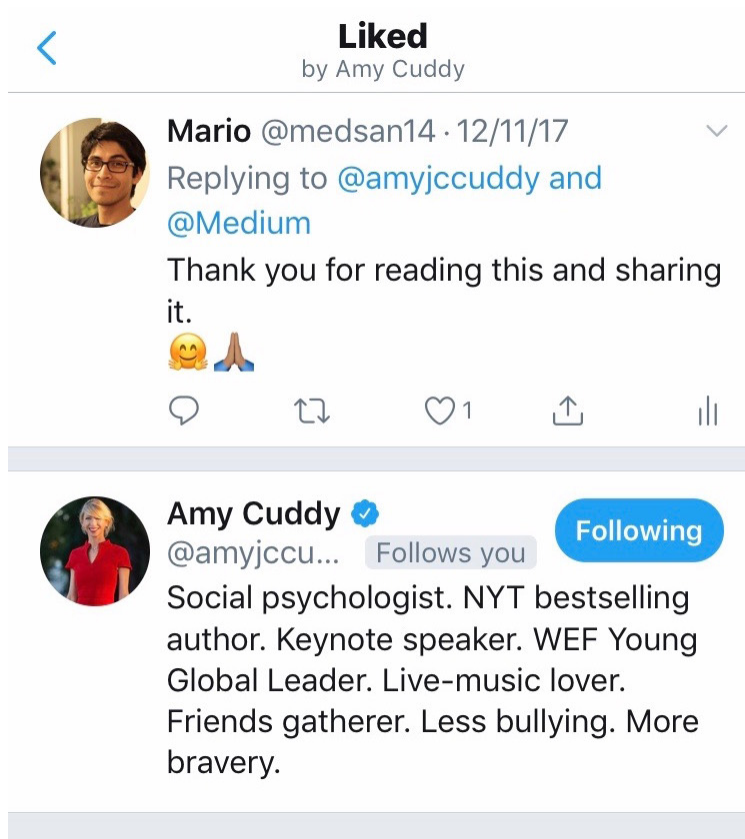 Liked
by Amy Cuddy
Mario @medsan14 · 12/11/17
Replying to @amyjccuddy and
@Medium
Thank you for reading this and sharing
it.
🤗🙏🏽
1
Amy Cuddy
Following
@amyjccu... Follows you
Social psychologist. NYT bestselling
author. Keynote speaker. WEF Young
Global Leader. Live-music lover.
Friends gatherer. Less bullying. More
bravery.